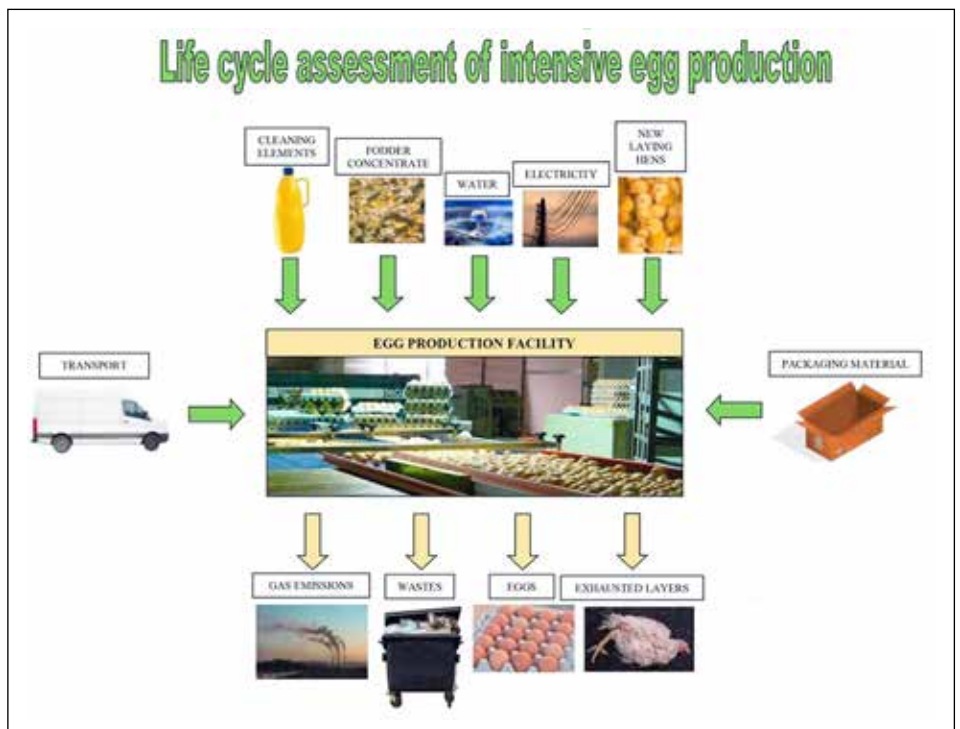 Life cycle assessment of intensive egg production
CLEANING
ELEMENTS
FODDER
CONCENTRATE
WATER
ELECTRICITY
NEW
LAYING
HENS
EGG PRODUCTION FACILITY
TRANSPORT
PACKAGING MATERIAL
GAS EMISSIONS
WASTES
EGGS
EXHAUSTED LAYERS